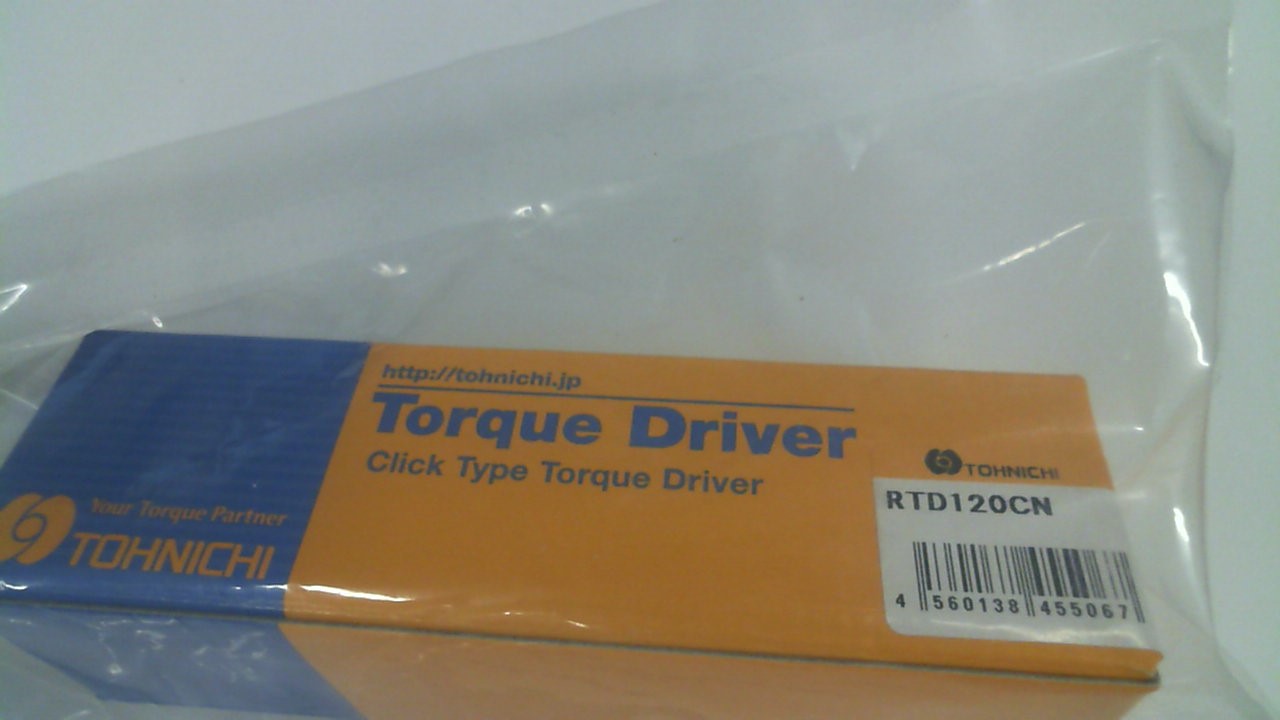 http://tohnichi.jp
Torque Driver
Click Type Torque Driver
Your Torque Partner
TOHNICHI
TOHNICHI
RTD120CN
4 560138 455067